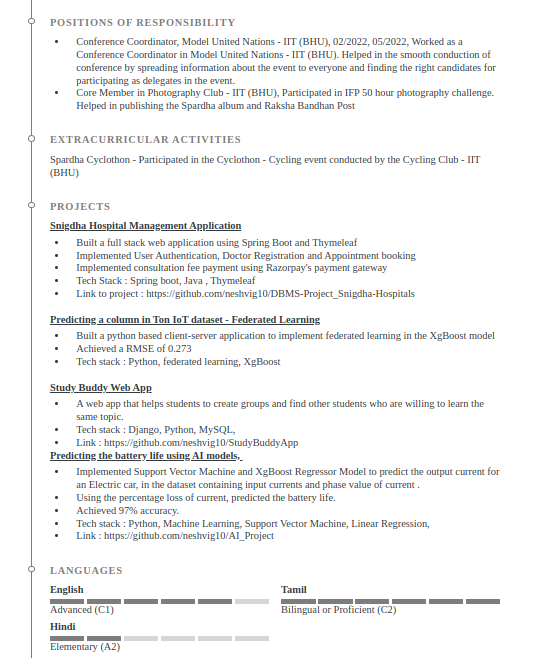 POSITIONS OF RESPONSIBILITY
• Conference Coordinator, Model United Nations - IIT (BHU), 02/2022, 05/2022, Worked as a
Conference Coordinator in Model United Nations - IIT (BHU). Helped in the smooth conduction of
conference by spreading information about the event to everyone and finding the right candidates for
participating as delegates in the event.
• Core Member in Photography Club - IIT (BHU), Participated in IFP 50 hour photography challenge.
Helped in publishing the Spardha album and Raksha Bandhan Post
EXTRACURRICULAR ACTIVITIES
Spardha Cyclothon - Participated in the Cyclothon - Cycling event conducted by the Cycling Club - IIT
(BHU)
PROJECTS
Snigdha Hospital Management Application
• Built a full stack web application using Spring Boot and Thymeleaf
• Implemented User Authentication, Doctor Registration and Appointment booking
• Implemented consultation fee payment using Razorpay's payment gateway
• Tech Stack : Spring boot, Java , Thymeleaf
• Link to project : https://github.com/neshvig10/DBMS-Project_Snigdha-Hospitals
Predicting a column in Ton IoT dataset - Federated Learning
• Built a python based client-server application to implement federated learning in the XgBoost model
• Achieved a RMSE of 0.273
• Tech stack : Python, federated learning, XgBoost
Study Buddy Web App
• A web app that helps students to create groups and find other students who are willing to learn the
same topic.
• Tech stack : Django, Python, MySQL,
• Link : https://github.com/neshvig10/StudyBuddyApp
Predicting the battery life using AI models,
• Implemented Support Vector Machine and XgBoost Regressor Model to predict the output current for
an Electric car, in the dataset containing input currents and phase value of current .
• Using the percentage loss of current, predicted the battery life.
• Achieved 97% accuracy.
• Tech stack : Python, Machine Learning, Support Vector Machine, Linear Regression,
• Link : https://github.com/neshvig10/AI_Project
LANGUAGES
English
Advanced (C1)
Tamil
Bilingual or Proficient (C2)
Hindi
Elementary (A2)